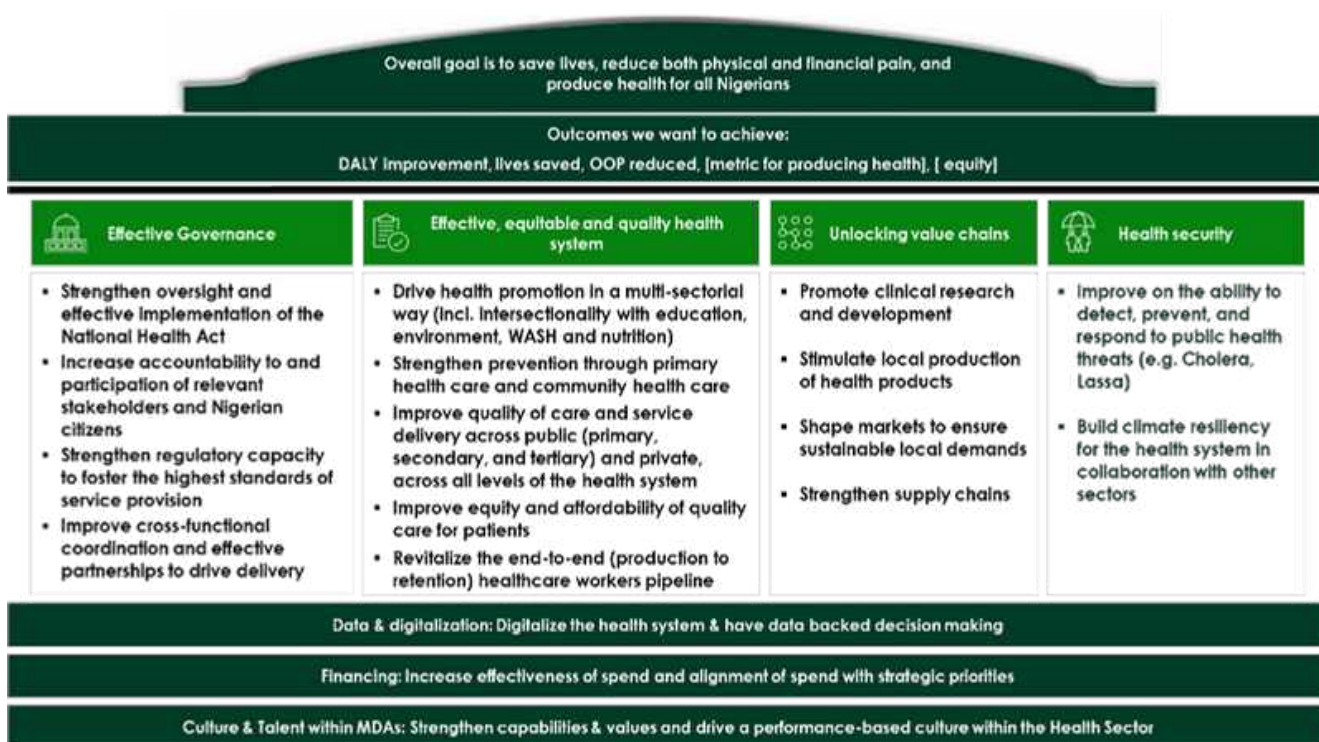 Overall goal is to save lives, reduce both physical and financial pain, and
produce health for all Nigerians
Outcomes we want to achieve:
DALY improvement, lives saved, OOP reduced, [metric for producing health], [ equity]
Effective Governance
▪ Strengthen oversight and
effective implementation of the
National Health Act
▪ Increase accountability to and
participation of relevant
stakeholders and Nigerian
citizens
▪ Strengthen regulatory capacity
to foster the highest standards of
service provision
▪ Improve cross-functional
coordination and effective
partnerships to drive delivery
Effective, equitable and quality health
system
▪ Drive health promotion in a multi-sectorial
way (incl. intersectionality with education,
environment, WASH and nutrition)
▪ Strengthen prevention through primary
health care and community health care
▪ Improve quality of care and service
delivery across public (primary,
secondary, and tertiary) and private,
across all levels of the health system
▪ Improve equity and affordability of quality
care for patients
▪ Revitalize the end-to-end (production to
retention) healthcare workers pipeline
Unlocking value chains
▪ Promote clinical research
and development
▪ Stimulate local production
of health products
▪ Shape markets to ensure
sustainable local demands
▪ Strengthen supply chains
Health security
▪ Improve on the ability to
detect, prevent, and
respond to public health
threats (e.g. Cholera,
Lassa)
▪ Build climate resiliency
for the health system in
collaboration with other
sectors
Data & digitalization: Digitalize the health system & have data backed decision making
Financing: Increase effectiveness of spend and alignment of spend with strategic priorities
Culture & Talent within MDAs: Strengthen capabilities & values and drive a performance-based culture within the Health Sector